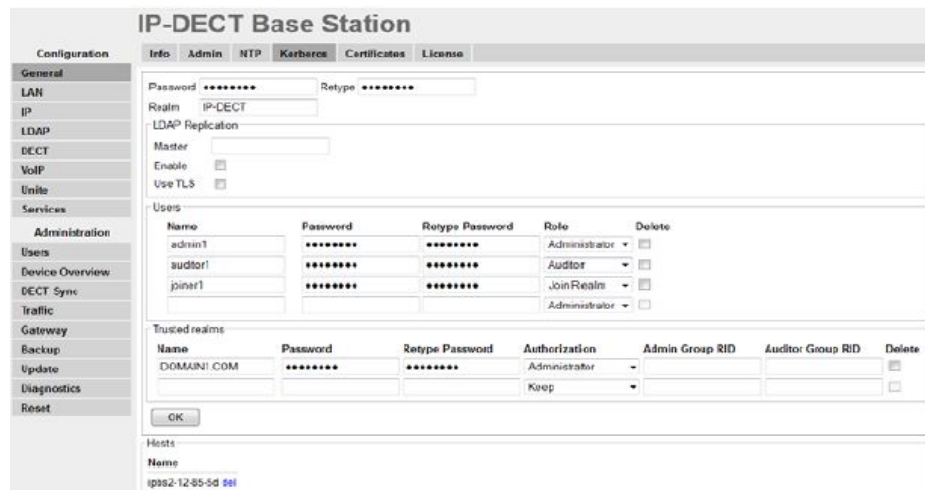 IP-DECT Base Station
Configuration
General
LAN
IP
LDAP
DECT
VoIP
Unite
Services
Administration
Users
Device Overview
DECT Sync
Traffic
Gateway
Backup
Update
Diagnostics
Reset
Info Admin NTP Kerberos Certificates License
Password •••••••• Retype ••••••••
Realm IP-DECT
LDAP Replication
Master
Enable
Use TLS
Users
Name Password Retype Password Role Delete
admin1 •••••••• •••••••• Administrator
auditor1 •••••••• •••••••• Auditor
joiner1 •••••••• •••••••• Join Realm
Administrator
Trusted realms
Name Password Retype Password Authorization Admin Group RID Auditor Group RID Delete
DOMAIN1.COM •••••••• •••••••• Administrator
Keep
OK
Hosts
Name
ipbs2-12-85-5d del